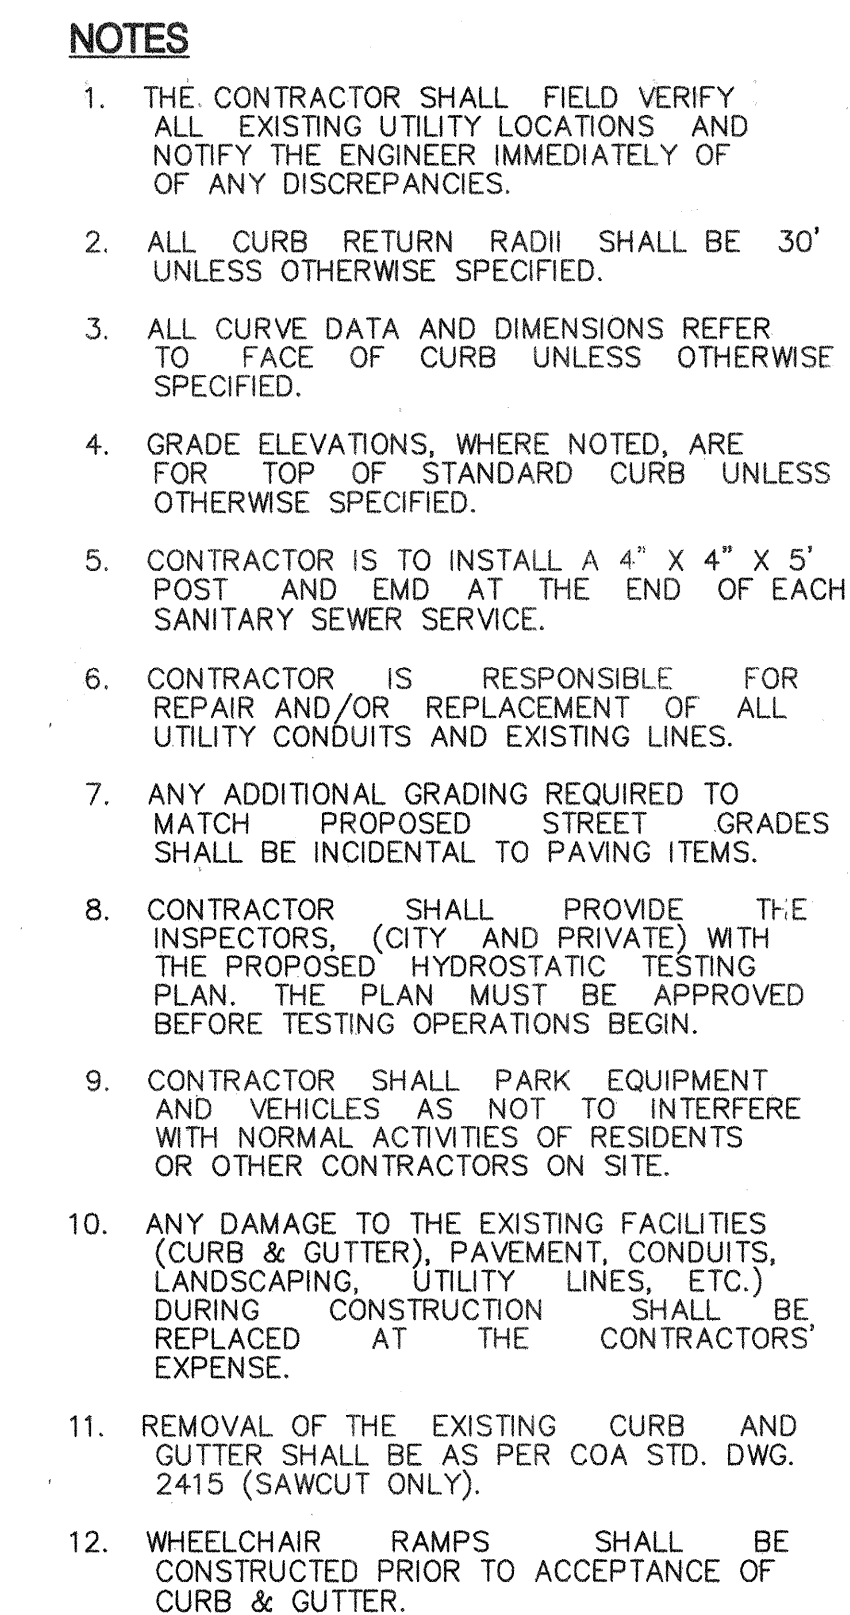 NOTES
1. THE CONTRACTOR SHALL FIELD VERIFY
ALL EXISTING UTILITY LOCATIONS AND
NOTIFY THE ENGINEER IMMEDIATELY OF
OF ANY DISCREPANCIES.
2. ALL CURB RETURN RADII SHALL BE 30'
UNLESS OTHERWISE SPECIFIED.
3. ALL CURVE DATA AND DIMENSIONS REFER
TO FACE OF CURB UNLESS OTHERWISE
SPECIFIED.
4. GRADE ELEVATIONS, WHERE NOTED, ARE
FOR TOP OF STANDARD CURB UNLESS
OTHERWISE SPECIFIED.
5. CONTRACTOR IS TO INSTALL A 4" X 4" X 5'
POST AND EMD AT THE END OF EACH
SANITARY SEWER SERVICE.
6. CONTRACTOR IS RESPONSIBLE FOR
REPAIR AND/OR REPLACEMENT OF ALL
UTILITY CONDUITS AND EXISTING LINES.
7. ANY ADDITIONAL GRADING REQUIRED TO
MATCH PROPOSED STREET GRADES
SHALL BE INCIDENTAL TO PAVING ITEMS.
8. CONTRACTOR SHALL PROVIDE THE
INSPECTORS, (CITY AND PRIVATE) WITH
THE PROPOSED HYDROSTATIC TESTING
PLAN. THE PLAN MUST BE APPROVED
BEFORE TESTING OPERATIONS BEGIN.
9. CONTRACTOR SHALL PARK EQUIPMENT
AND VEHICLES AS NOT TO INTERFERE
WITH NORMAL ACTIVITIES OF RESIDENTS
OR OTHER CONTRACTORS ON SITE.
10. ANY DAMAGE TO THE EXISTING FACILITIES
(CURB & GUTTER), PAVEMENT, CONDUITS,
LANDSCAPING, UTILITY LINES, ETC.)
DURING CONSTRUCTION SHALL BE
REPLACED AT THE CONTRACTORS'
EXPENSE.
11. REMOVAL OF THE EXISTING CURB AND
GUTTER SHALL BE AS PER COA STD. DWG.
2415 (SAWCUT ONLY).
12. WHEELCHAIR RAMPS SHALL BE
CONSTRUCTED PRIOR TO ACCEPTANCE OF
CURB & GUTTER.